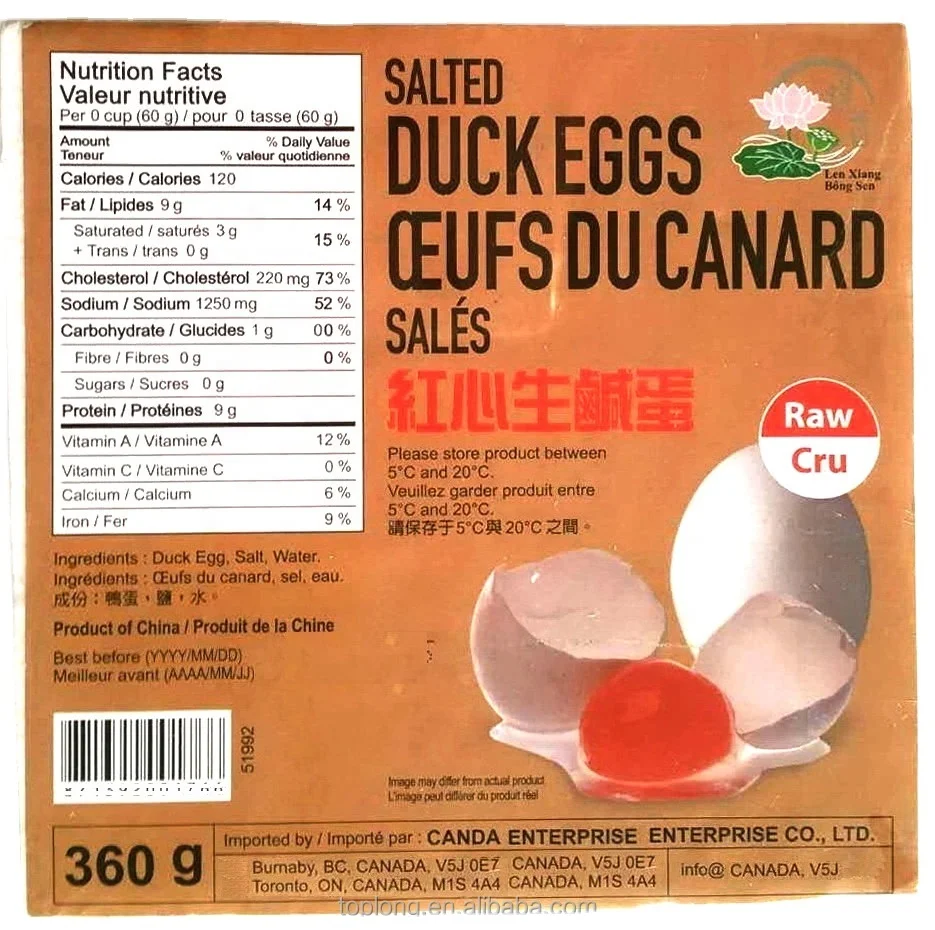 Nutrition Facts
Valeur nutritive
Per 0 cup (60 g) / pour 0 tasse (60 g)
Amount % Daily Value
Teneur % valeur quotidienne
Calories / Calories 120
Fat / Lipides 9 g 14 %
Saturated / saturés 3 g
+ Trans / trans 0 g 15 %
Cholesterol / Cholestérol 220 mg 73 %
Sodium / Sodium 1250 mg 52 %
Carbohydrate / Glucides 1 g 00 %
Fibre / Fibres 0 g 0 %
Sugars / Sucres 0 g
Protein / Protéines 9 g
Vitamin A / Vitamine A 12 %
Vitamin C / Vitamine C 0 %
Calcium / Calcium 6 %
Iron / Fer 9 %
Ingredients : Duck Egg, Salt, Water.
Ingrédients : Œufs du canard, sel, eau.
成份：鴨蛋，鹽，水。
Product of China / Produit de la Chine
Best before (YYYY/MM/DD)
Meilleur avant (AAAA/MM/JJ)
51992
SALTED
DUCK EGGS
ŒUFS DU CANARD
SALÉS
紅心生鹹蛋
Len Xiang
Bông Sen
Please store product between
5°C and 20°C.
Veuillez garder produit entre
5°C and 20°C.
請保存于5°C與20°C之間。
Raw
Cru
Image may differ from actual product
L'image peut différer du produit réel
360 g
Imported by / Importé par : CANDA ENTERPRISE ENTERPRISE CO., LTD.
Burnaby, BC, CANADA, V5J 0E7 CANADA, V5J 0E7
Toronto, ON, CANADA, M1S 4A4 CANADA, M1S 4A4
info@ CANADA, V5J
toplong.en.alibaba.com